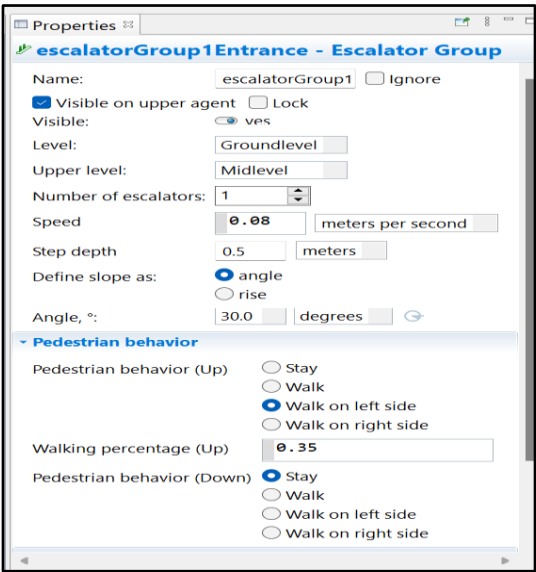 Properties
escalatorGroup1Entrance - Escalator Group
Name: escalatorGroup1 Ignore
Visible on upper agent Lock
Visible: yes
Level: Groundlevel
Upper level: Midlevel
Number of escalators: 1
Speed 0.08 meters per second
Step depth 0.5 meters
Define slope as: angle
rise
Angle, °: 30.0 degrees
Pedestrian behavior
Pedestrian behavior (Up) Stay
Walk
Walk on left side
Walk on right side
Walking percentage (Up) 0.35
Pedestrian behavior (Down) Stay
Walk
Walk on left side
Walk on right side